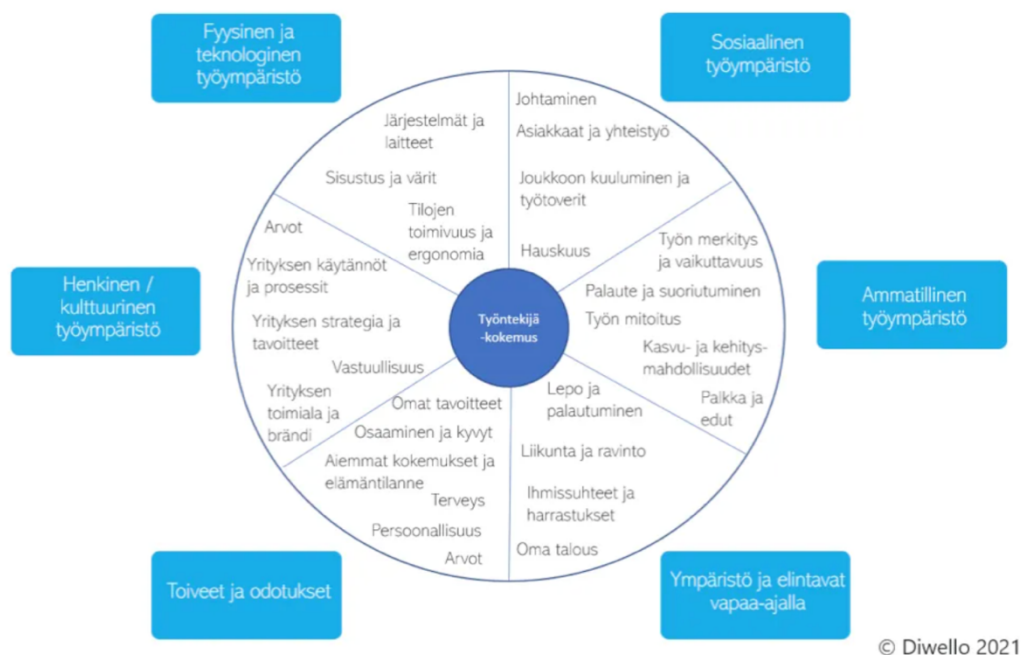 Fyysinen ja
teknologinen
työympäristö
Sosiaalinen
työympäristö
Järjestelmät ja
laitteet
Sisustus ja värit
Tilojen
toimivuus ja
ergonomia
Johtaminen
Asiakkaat ja yhteistyö
Joukkoon kuuluminen ja
työtoverit
Hauskuus
Henkinen /
kulttuurinen
työympäristö
Arvot
Yrityksen käytännöt
ja prosessit
Yrityksen strategia ja
tavoitteet
Vastuullisuus
Yrityksen
toimiala ja
brändi
Työntekijä
-kokemus
Työn merkitys
ja vaikuttavuus
Palaute ja suoriutuminen
Työn mitoitus
Kasvu- ja kehitys-
mahdollisuudet
Palkka ja
edut
Ammatillinen
työympäristö
Omat tavoitteet
Osaaminen ja kyvyt
Aiemmat kokemukset ja
elämäntilanne
Terveys
Persoonallisuus
Arvot
Lepo ja
palautuminen
Liikunta ja ravinto
Ihmissuhteet ja
harrastukset
Oma talous
Toiveet ja odotukset
Ympäristö ja elintavat
vapaa-ajalla
© Diwello 2021